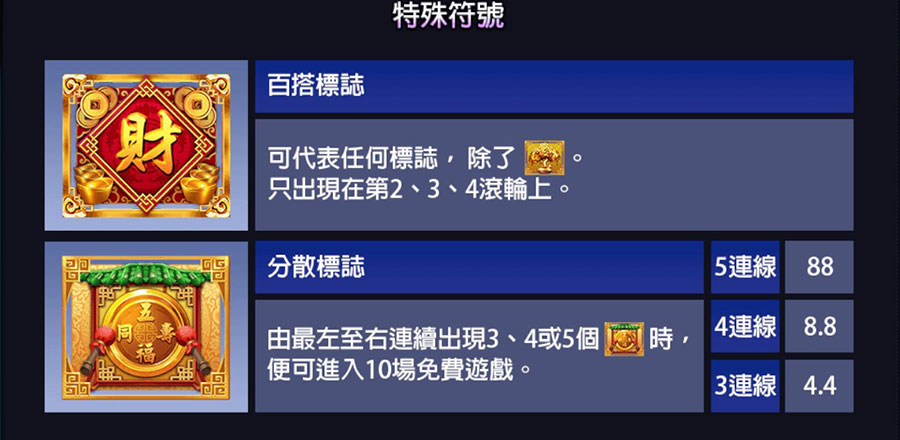 特殊符號
財
百搭標誌
可代表任何標誌，除了 。
只出現在第2、3、4滾輪上。
五
同 壽
福
分散標誌
由最左至右連續出現3、4或5個 時，
便可進入10場免費遊戲。
5連線 88
4連線 8.8
3連線 4.4